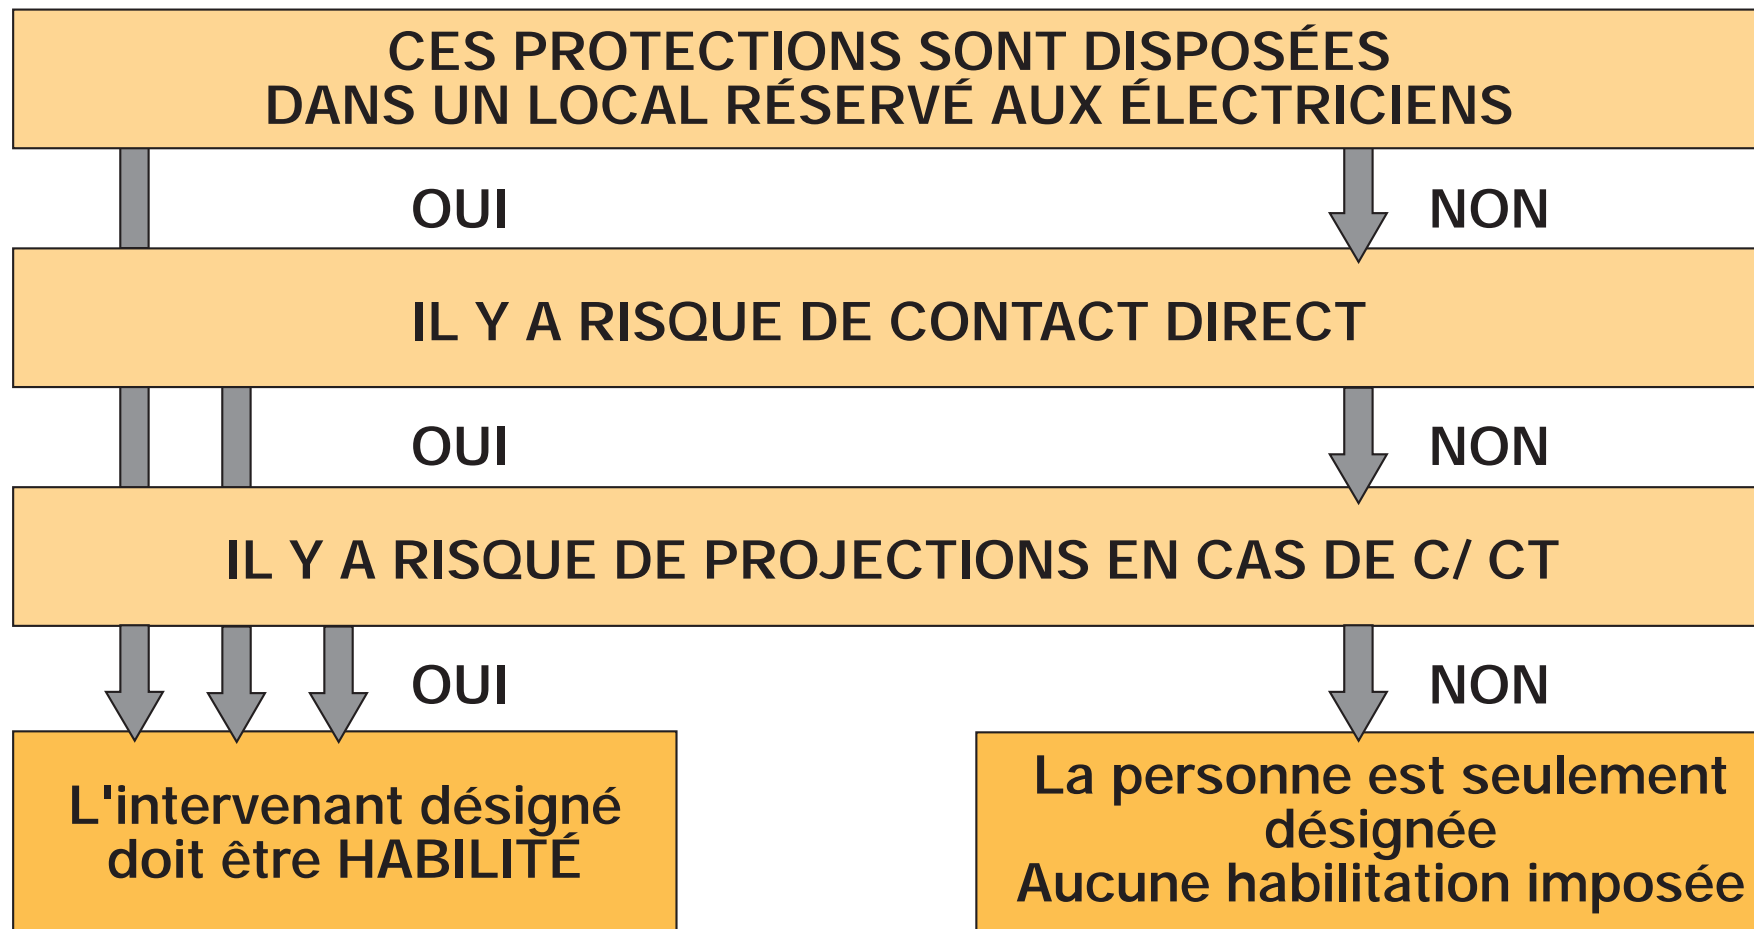 CES PROTECTIONS SONT DISPOSÉES
DANS UN LOCAL RÉSERVÉ AUX ÉLECTRICIENS
OUI
NON
IL Y A RISQUE DE CONTACT DIRECT
OUI
NON
IL Y A RISQUE DE PROJECTIONS EN CAS DE C/ CT
OUI
NON
L'intervenant désigné
doit être HABILITÉ
La personne est seulement
désignée
Aucune habilitation imposée